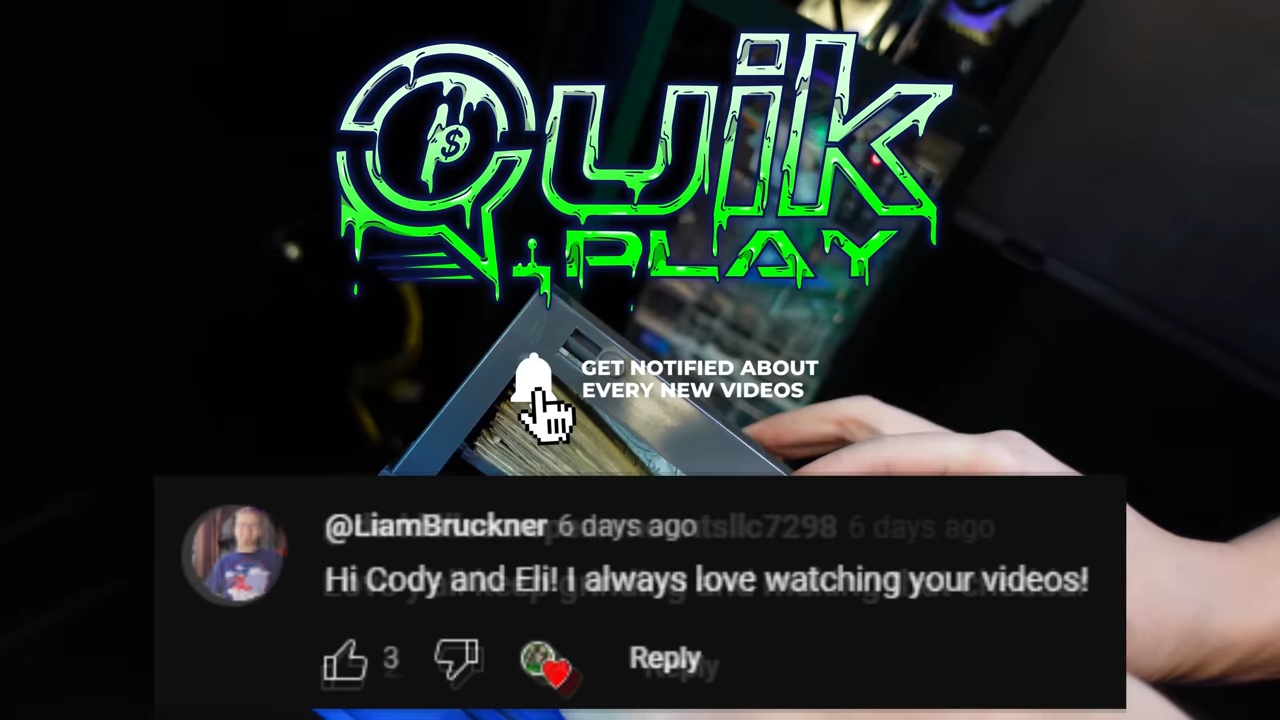 Quik
PLAY
GET NOTIFIED ABOUT
EVERY NEW VIDEOS
@LiamBruckner 6 days ago
Hi Cody and Eli! I always love watching your videos!
3
Reply